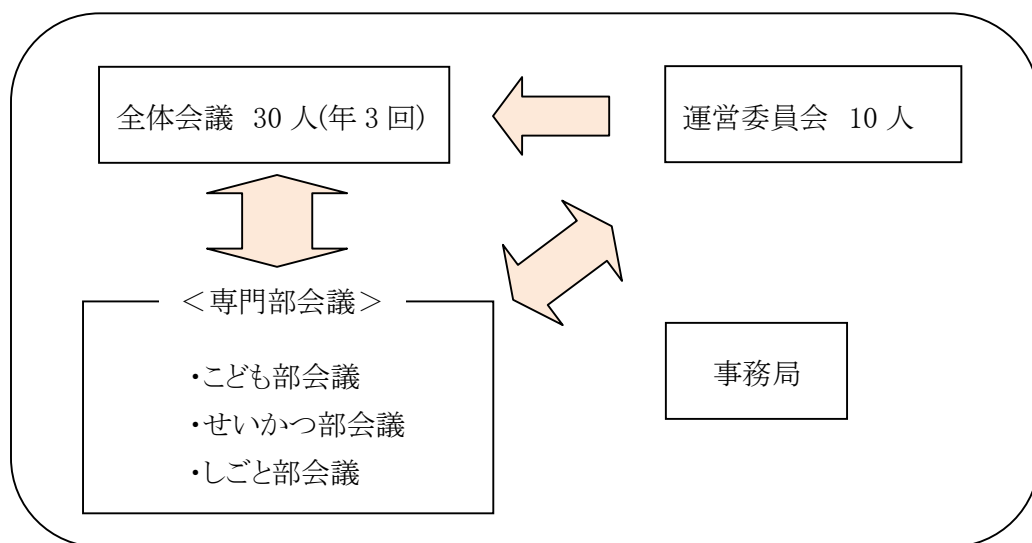 全体会議 30人(年3回)
運営委員会 10人
＜専門部会議＞
・こども部会議
・せいかつ部会議
・しごと部会議
事務局